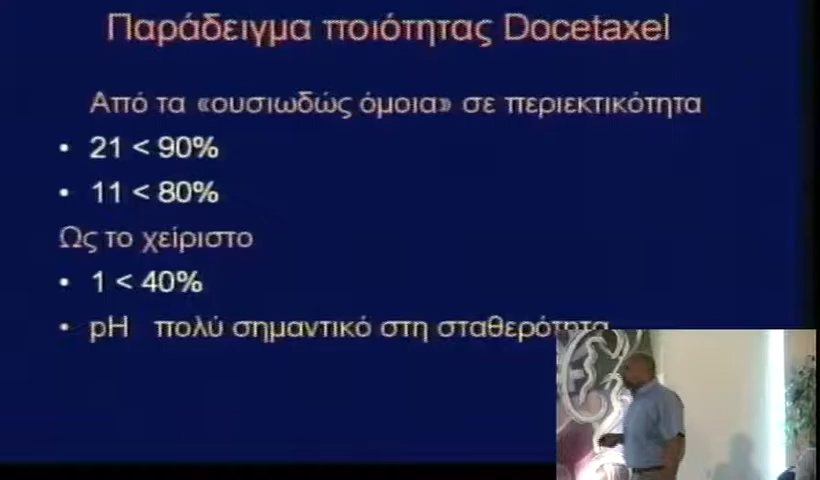 Παράδειγμα ποιότητας Docetaxel
Από τα «ουσιωδώς όμοια» σε περιεκτικότητα
• 21 < 90%
• 11 < 80%
Ως το χείριστο
• 1 < 40%
• pH πολύ σημαντικό στη σταθερότητα